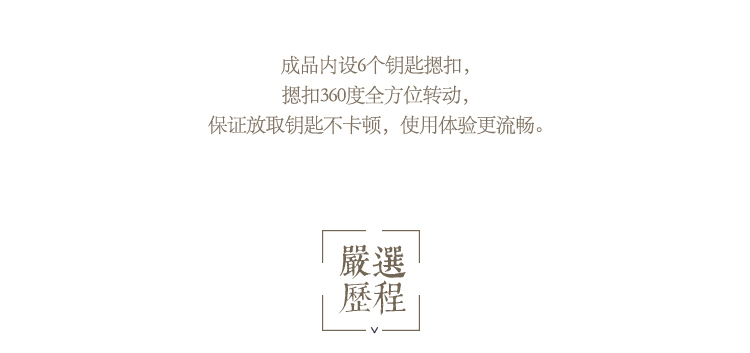 成品内设6个钥匙摁扣，
摁扣360度全方位转动，
保证放取钥匙不卡顿，使用体验更流畅。
嚴選
歷程